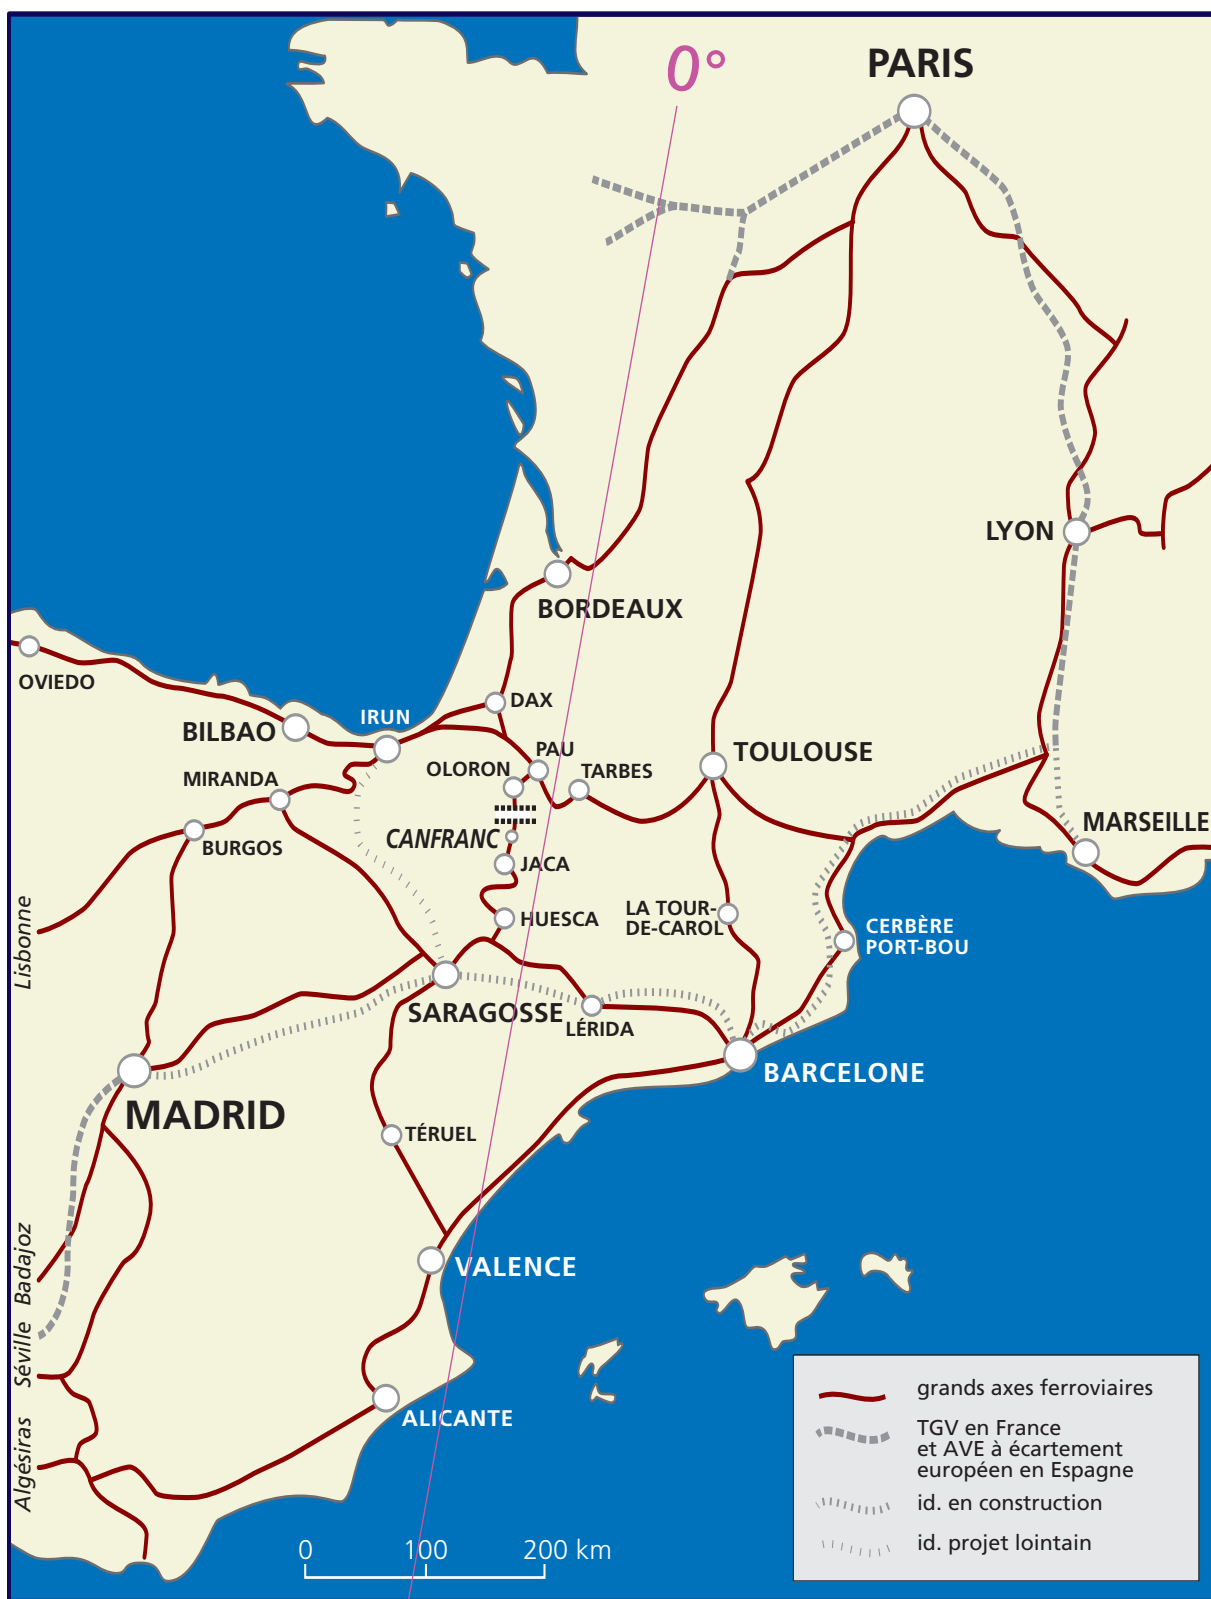 0°
PARIS
LYON
BORDEAUX
OVIEDO
DAX
IRUN
BILBAO
PAU
TOULOUSE
OLORON
TARBES
MIRANDA
MARSEILLE
CANFRANC
BURGOS
JACA
LA TOUR-
DE-CAROL
HUESCA
CERBÈRE
PORT-BOU
Lisbonne
SARAGOSSE
LÉRIDA
BARCELONE
MADRID
TÉRUEL
Badajoz
VALENCE
Séville
ALICANTE
Algésiras
grands axes ferroviaires
TGV en France
et AVE à écartement
européen en Espagne
id. en construction
id. projet lointain
0 100 200 km